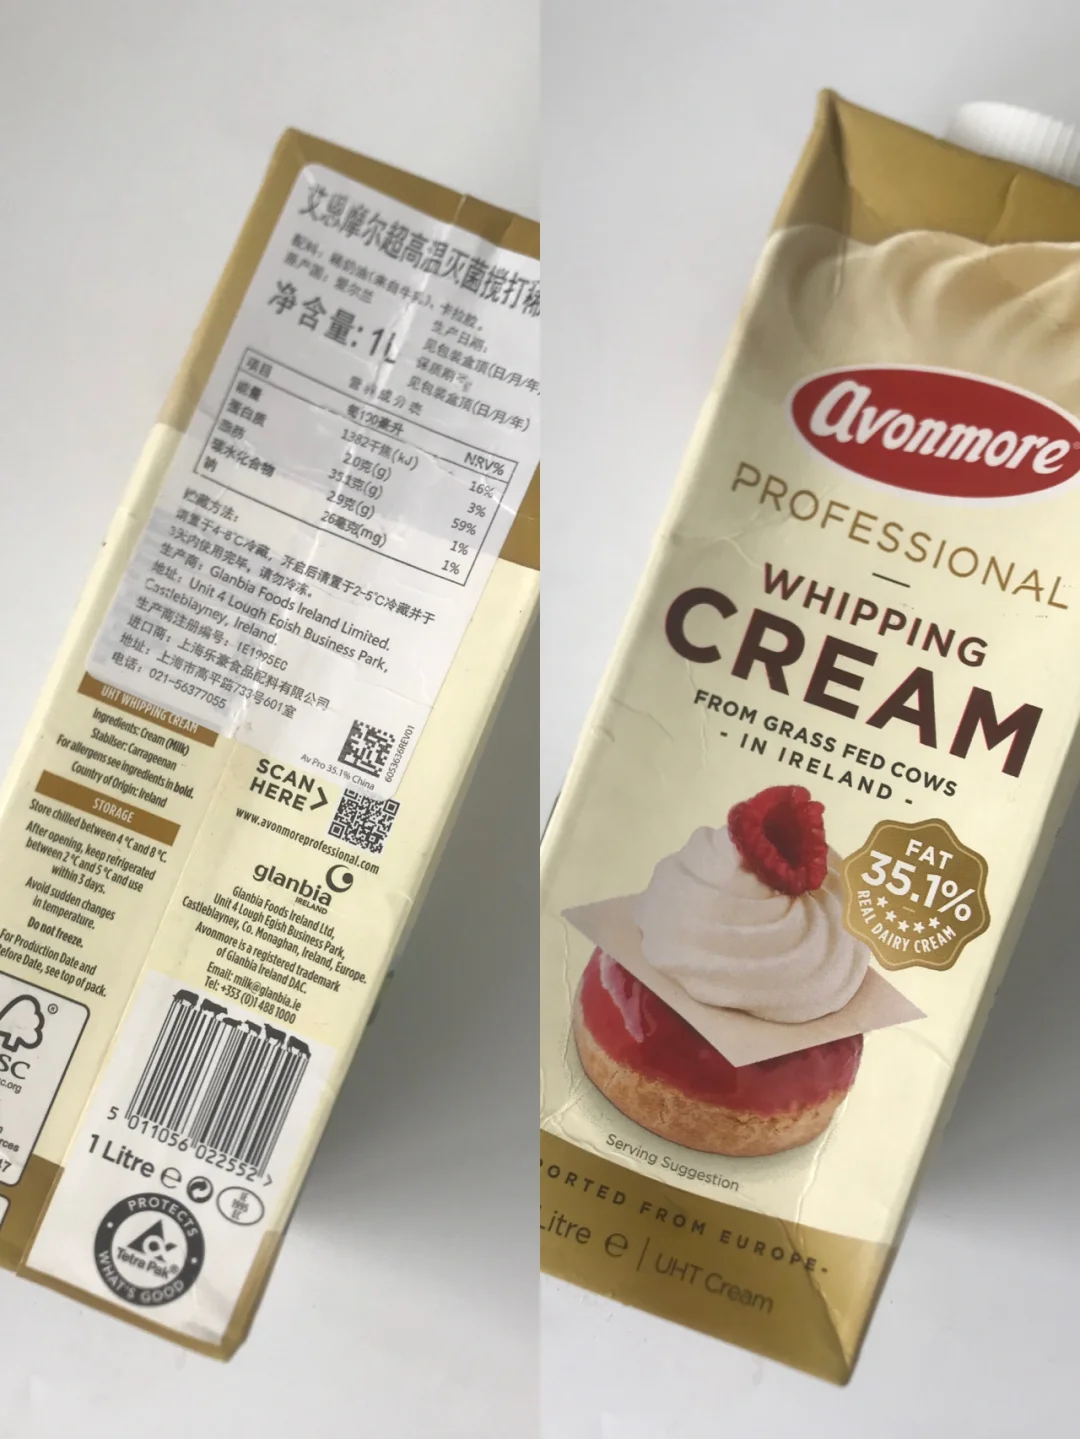 艾恩摩尔超高温灭菌搅打稀
配料：稀奶油(来自牛乳)、卡拉胶。
原产国：爱尔兰
净含量: 1L
生产日期:
见包装盒顶(日/月/年)
保质期至:
见包装盒顶(日/月/年)
营养成分表
项目 每100毫升 NRV%
能量 1382千焦(kJ) 16%
蛋白质 2.0克(g) 3%
脂肪 35.1克(g) 59%
碳水化合物 2.9克(g) 1%
钠 26毫克(mg) 1%
贮藏方法：
请置于4-8℃冷藏，开启后请置于2-5℃冷藏并于
3天内使用完毕，请勿冷冻。
生产商：Glanbia Foods Ireland Limited.
地址：Unit 4 Lough Egish Business Park,
Castleblayney, Ireland.
生产商注册编号：IE1995EC
进口商：上海乐豪食品配料有限公司
地址：上海市高平路733号601室
电话：021-56377055
Av Pro 35.1% China
6053636REV01
UHT WHIPPING CREAM
Ingredients: Cream (Milk)
Stabilser: Carrageenan
For allergens see ingredients in bold.
Country of Origin: Ireland
STORAGE
Store chilled between 4 ℃ and 8 ℃.
After opening, keep refrigerated
between 2 ℃ and 5 ℃ and use
within 3 days.
Avoid sudden changes
in temperature.
Do not freeze.
For Production Date and
efore Date, see top of pack.
SCAN
HERE
www.avonmoreprofessional.com
glanbia
IRELAND
Glanbia Foods Ireland Ltd,
Unit 4 Lough Egish Business Park,
Castleblayney, Co. Monaghan, Ireland, Europe.
Avonmore is a registered trademark
of Glanbia Ireland DAC.
Email: milk@glanbia.ie
Tel: +353 (0)1 488 1000
®
SC
c.org
rces
47
5 011056 022552 >
1 Litre ℮
IE
1995
EC
PROTECTS
Tetra Pak®
WHAT'S GOOD
avonmore®
PROFESSIONAL
WHIPPING
CREAM
FROM GRASS FED COWS
- IN IRELAND -
FAT
35.1%
REAL DAIRY CREAM
Serving Suggestion
ORTED FROM EUROPE-
Litre ℮ | UHT Cream